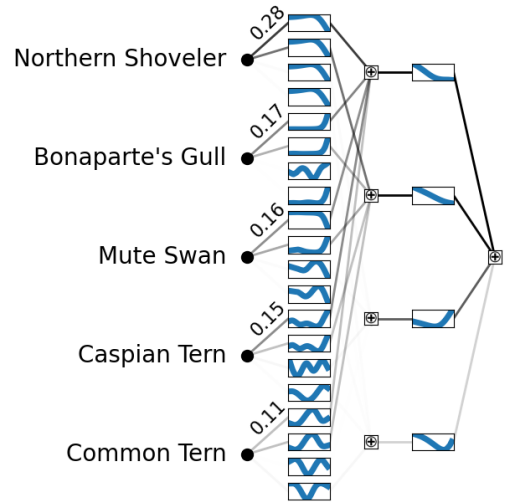 0.28
Northern Shoveler
0.17
Bonaparte's Gull
0.16
Mute Swan
0.15
Caspian Tern
0.11
Common Tern